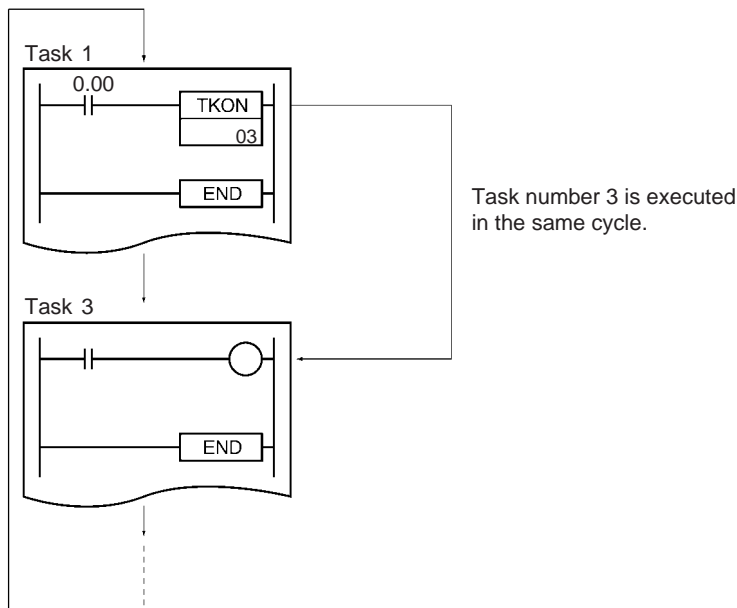 Task 1
0.00
TKON
03
END
Task number 3 is executed
in the same cycle.
Task 3
END